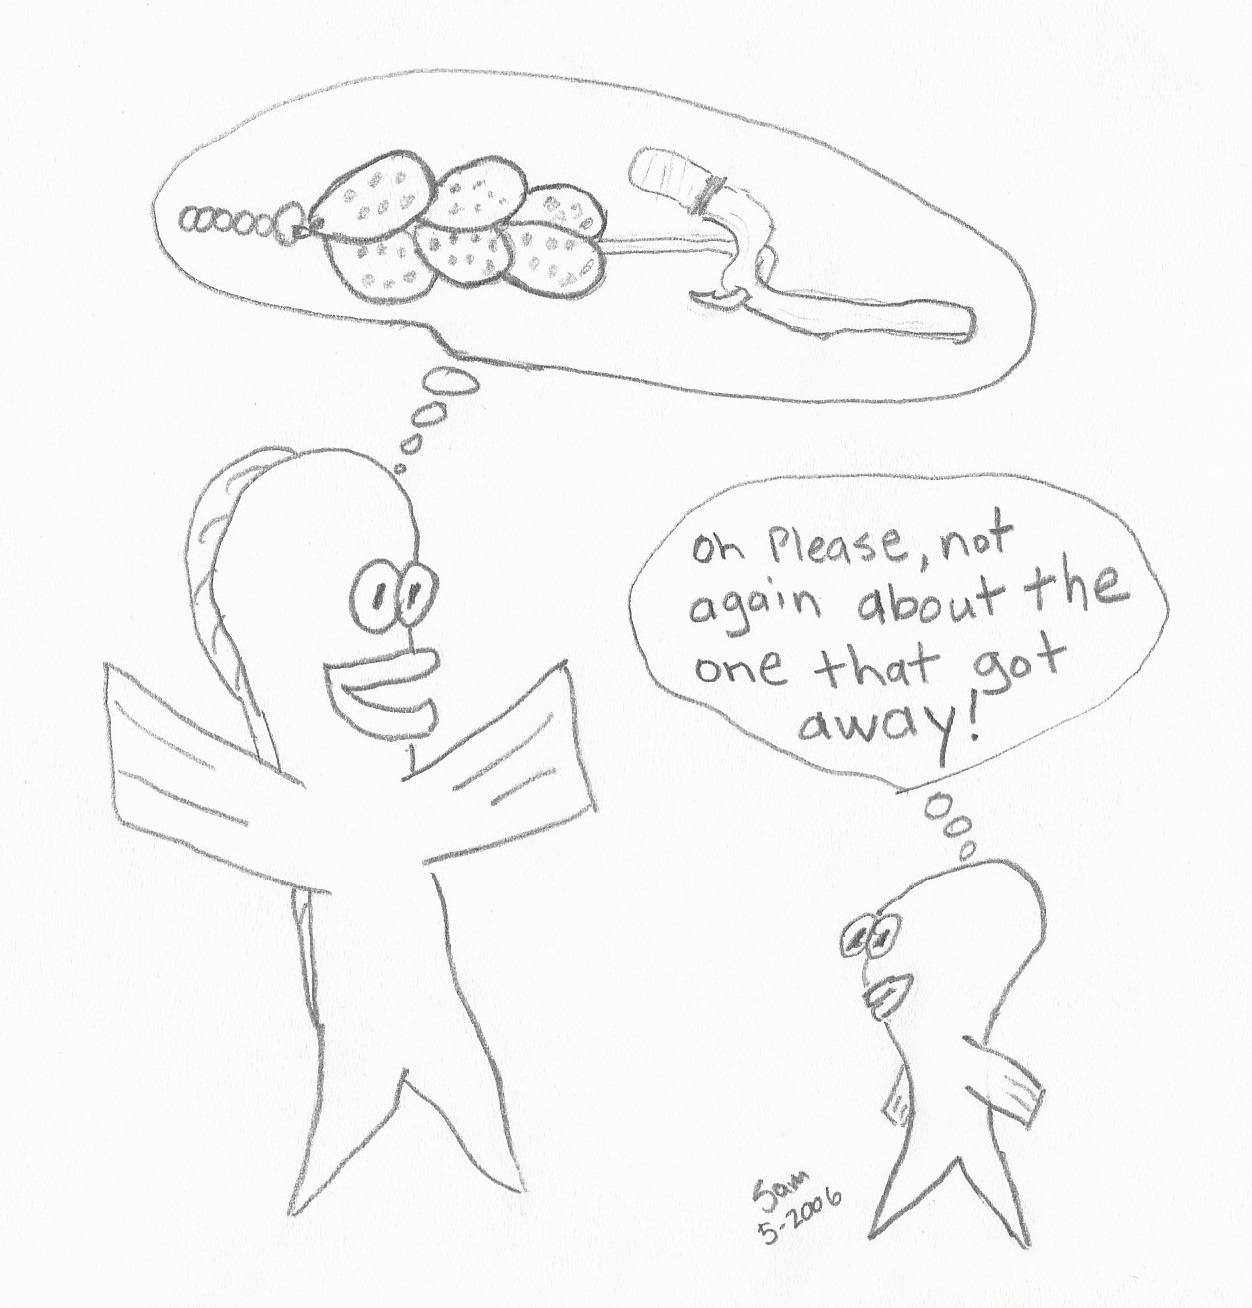 oh Please, not
again about the
one that got
away!
Sam
5-2006